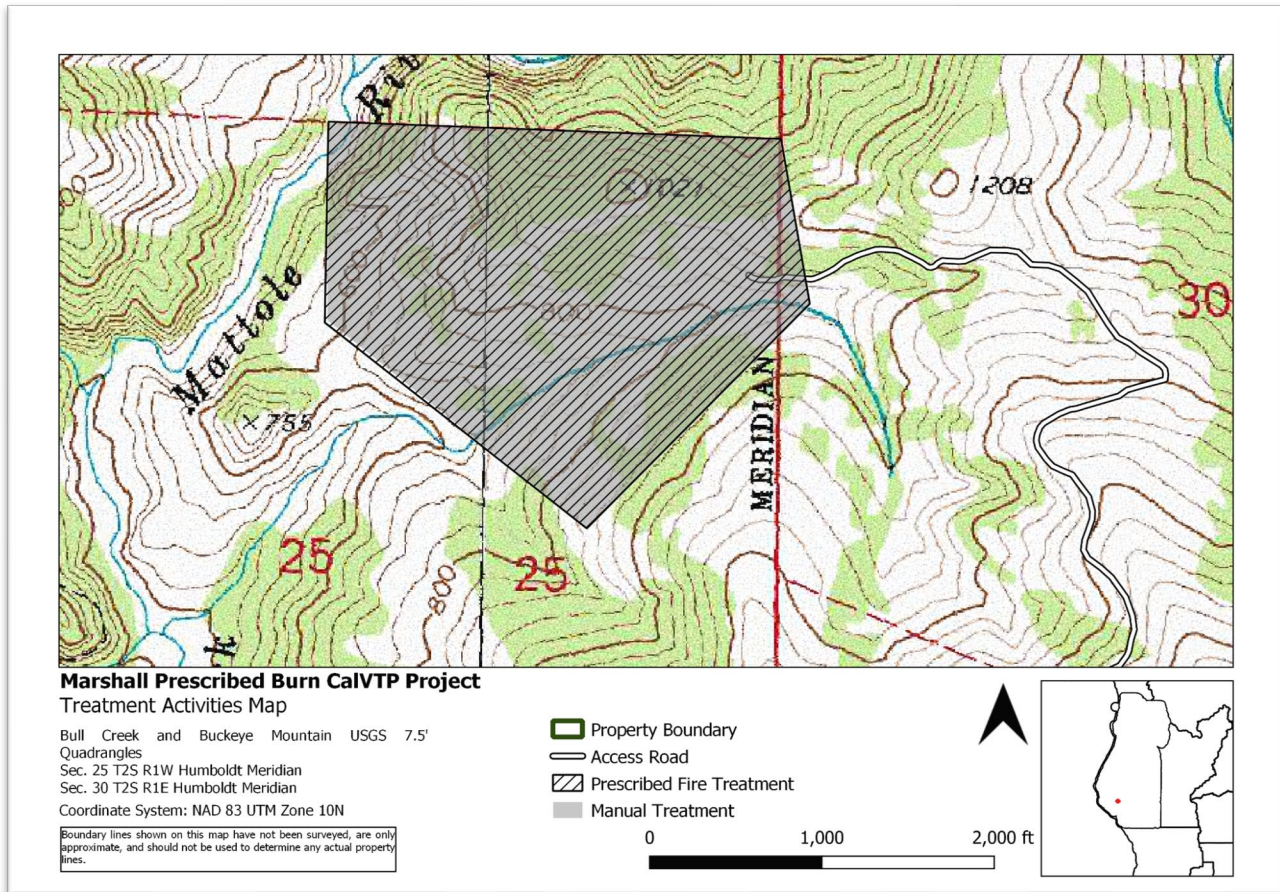 Riv
×1021
1208
600
30
Mattole
800
MERIDIAN
×755
25
25
800
k
Marshall Prescribed Burn CalVTP Project
Treatment Activities Map
Bull Creek and Buckeye Mountain USGS 7.5'
Quadrangles
Sec. 25 T2S R1W Humboldt Meridian
Sec. 30 T2S R1E Humboldt Meridian
Coordinate System: NAD 83 UTM Zone 10N
Boundary lines shown on this map have not been surveyed, are only
approximate, and should not be used to determine any actual property
lines.
Property Boundary
Access Road
Prescribed Fire Treatment
Manual Treatment
0 1,000 2,000 ft